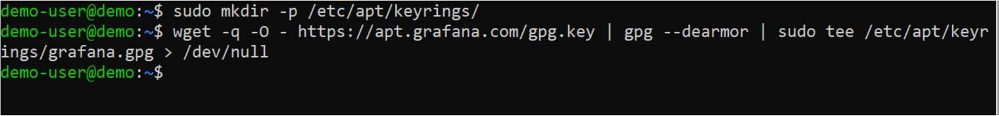 demo-user@demo:~$ sudo mkdir -p /etc/apt/keyrings/
demo-user@demo:~$ wget -q -O - https://apt.grafana.com/gpg.key | gpg --dearmor | sudo tee /etc/apt/keyr
ings/grafana.gpg > /dev/null
demo-user@demo:~$